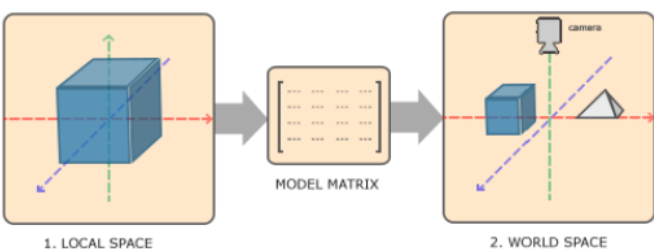 camera
MODEL MATRIX
1. LOCAL SPACE
2. WORLD SPACE